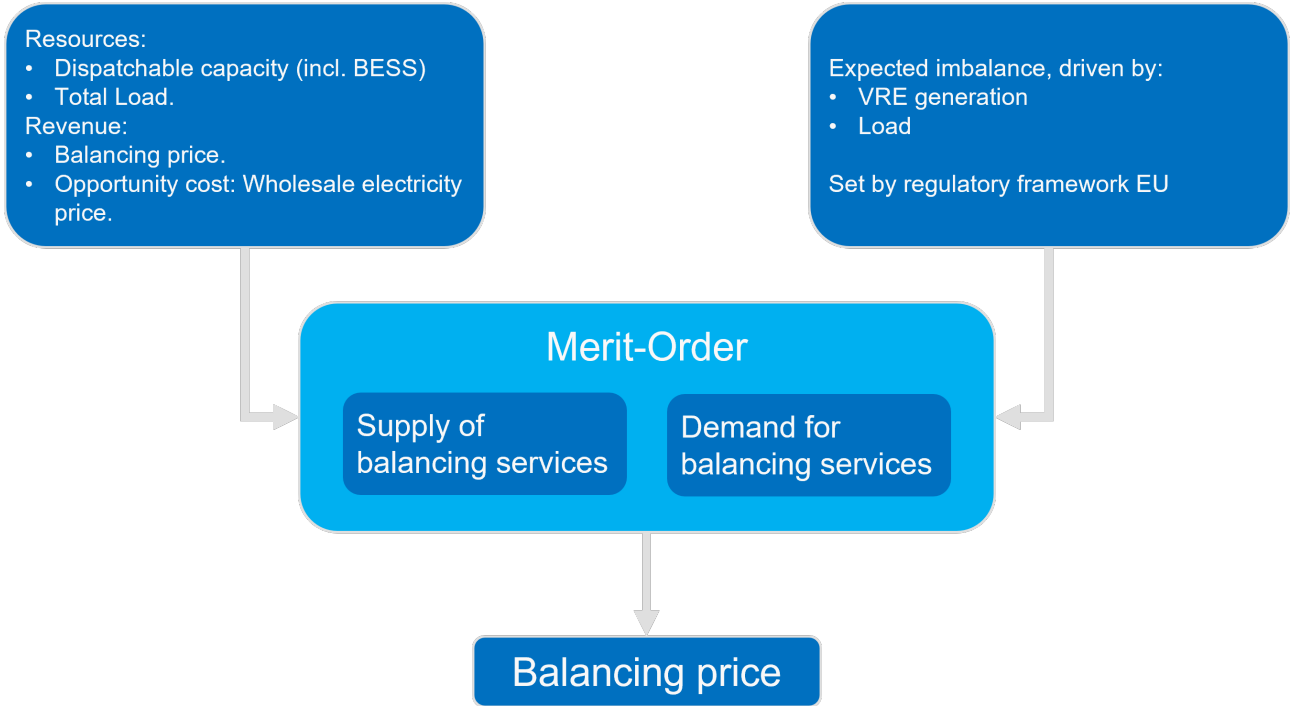 Resources:
• Dispatchable capacity (incl. BESS)
• Total Load.
Revenue:
• Balancing price.
• Opportunity cost: Wholesale electricity
price.
Expected imbalance, driven by:
• VRE generation
• Load
Set by regulatory framework EU
Merit-Order
Supply of
balancing services
Demand for
balancing services
Balancing price